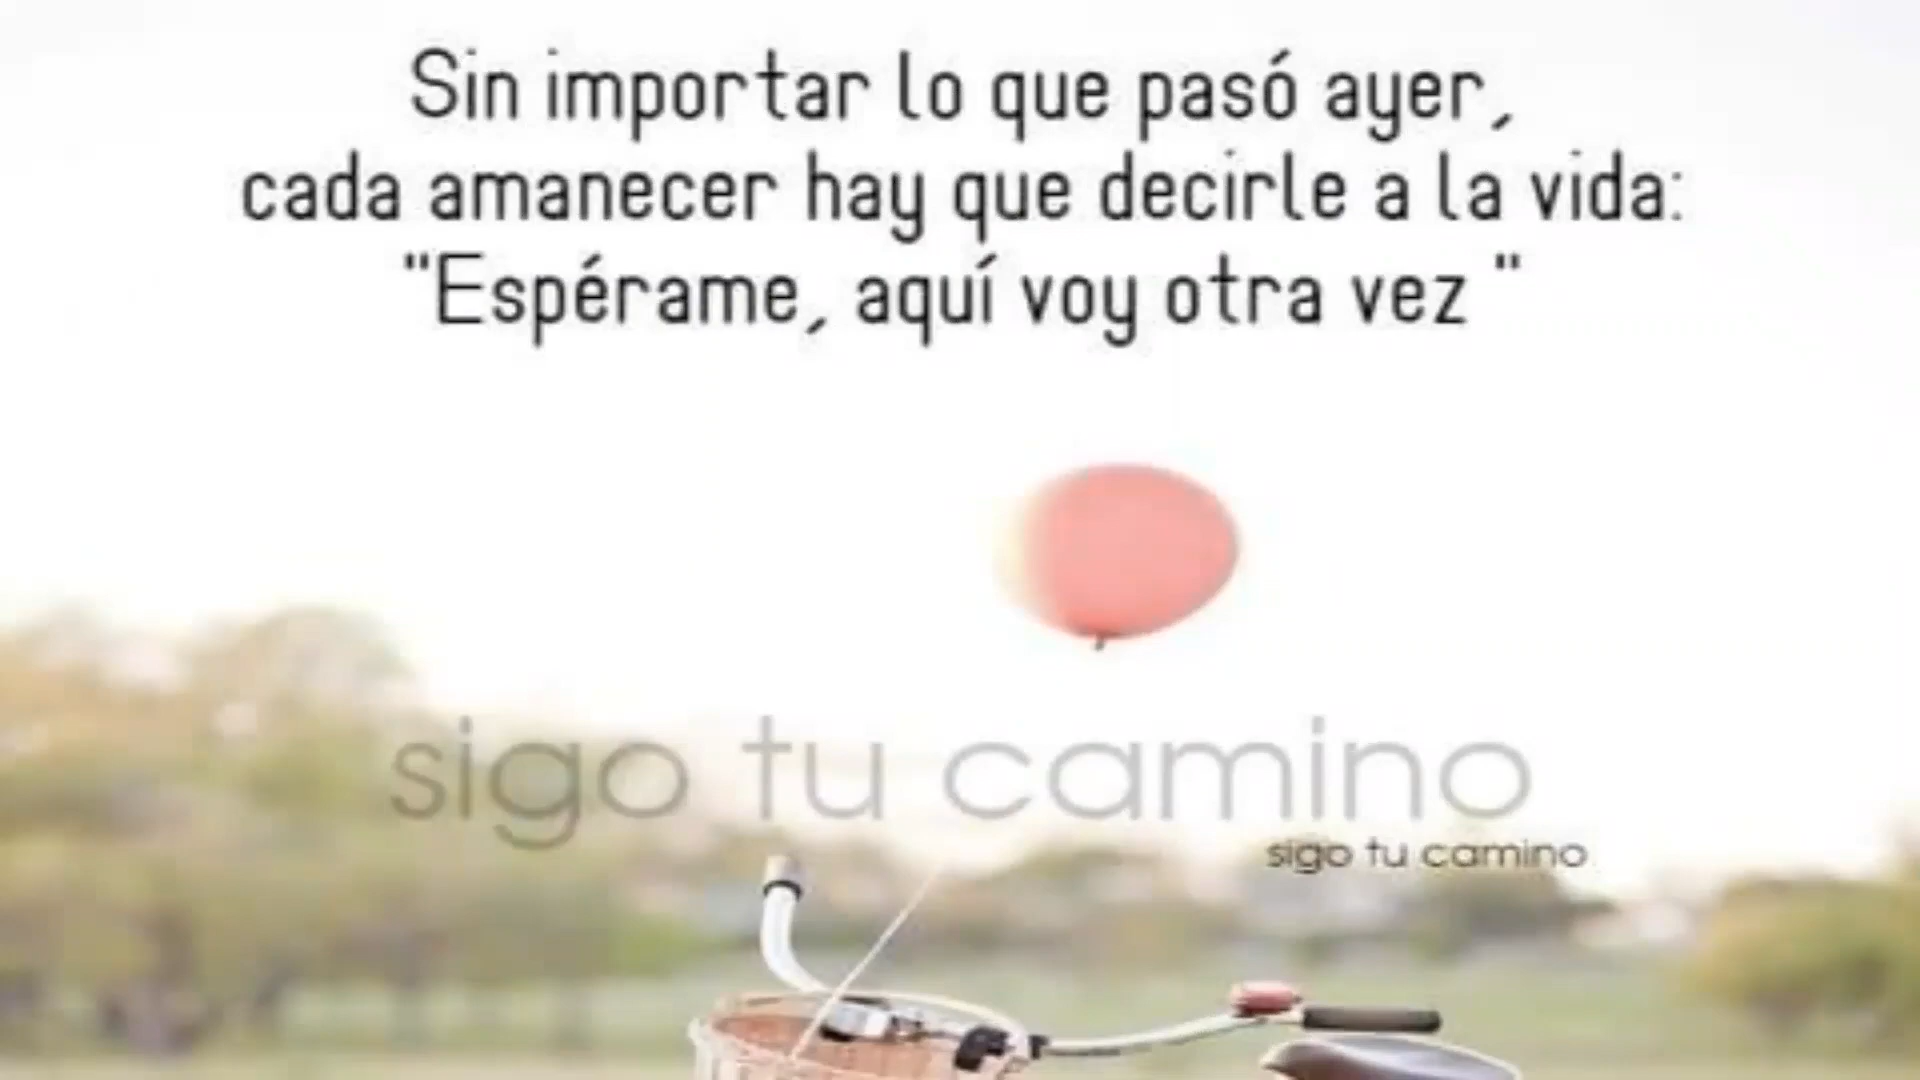 Sin importar lo que pasó ayer,
cada amanecer hay que decirle a la vida:
"Espérame, aquí voy otra vez "
sigo tu camino
sigo tu camino